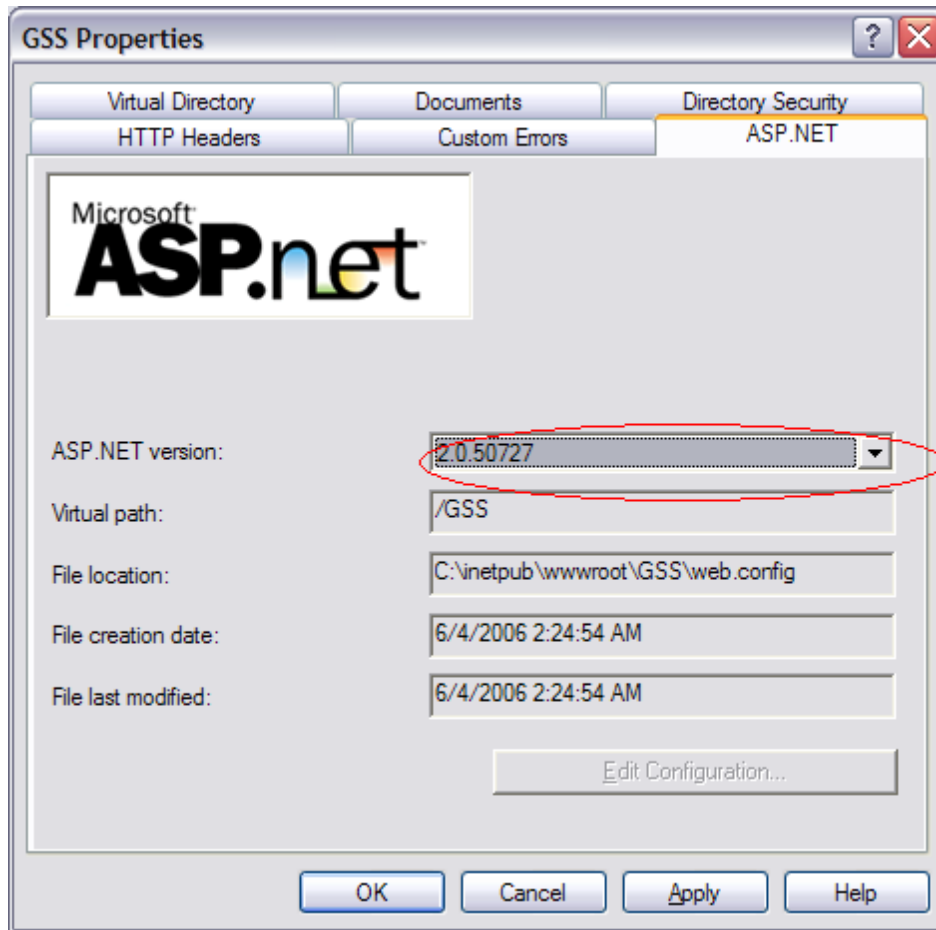 GSS Properties
Virtual Directory Documents Directory Security
HTTP Headers Custom Errors ASP.NET
Microsoft
ASP.net
ASP.NET version: 2.0.50727
Virtual path: /GSS
File location: C:\inetpub\wwwroot\GSS\web.config
File creation date: 6/4/2006 2:24:54 AM
File last modified: 6/4/2006 2:24:54 AM
Edit Configuration...
OK Cancel Apply Help